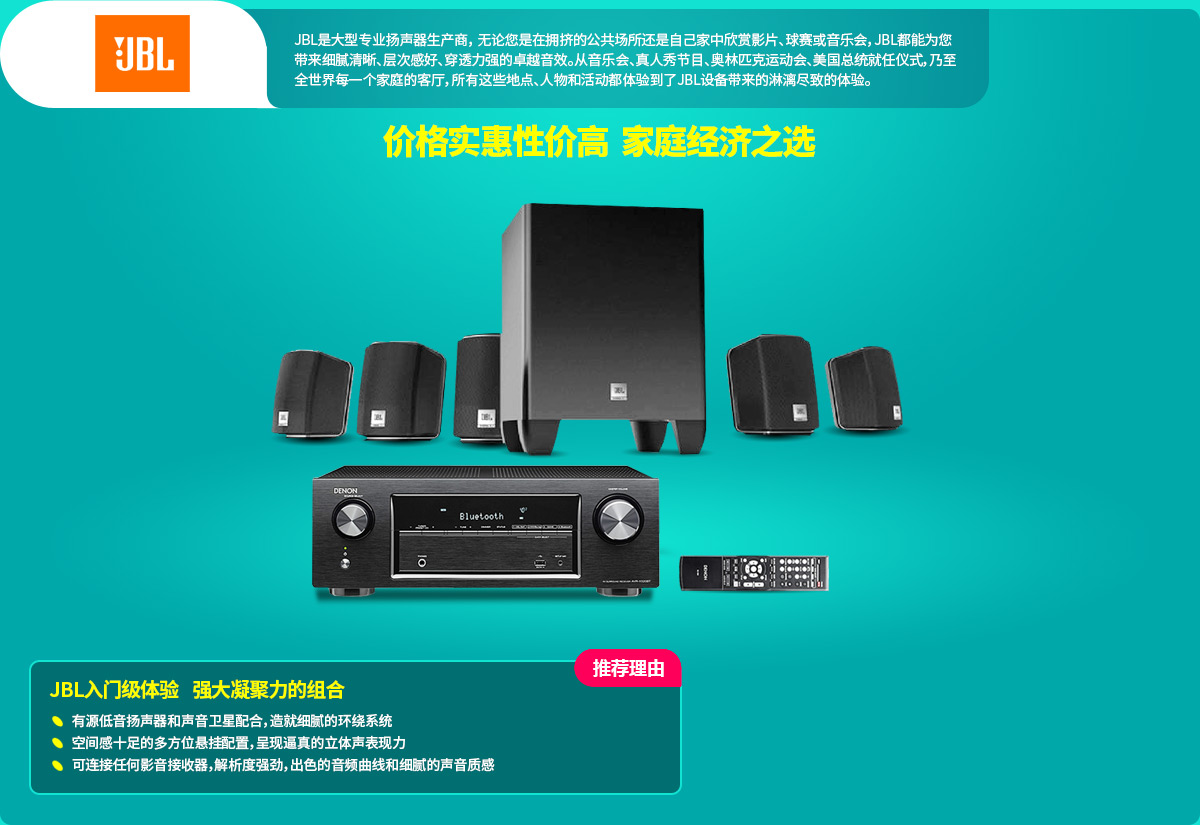 JBL
JBL是大型专业扬声器生产商，无论您是在拥挤的公共场所还是自己家中欣赏影片、球赛或音乐会，JBL都能为您
带来细腻清晰、层次感好、穿透力强的卓越音效。从音乐会、真人秀节目、奥林匹克运动会、美国总统就任仪式，乃至
全世界每一个家庭的客厅，所有这些地点、人物和活动都体验到了JBL设备带来的淋漓尽致的体验。
价格实惠性价高 家庭经济之选
JBL
JBL
JBL
JBL
JBL
JBL
DENON
Bluetooth
DENON
推荐理由
JBL入门级体验 强大凝聚力的组合
有源低音扬声器和声音卫星配合，造就细腻的环绕系统
空间感十足的多方位悬挂配置，呈现逼真的立体声表现力
可连接任何影音接收器，解析度强劲，出色的音频曲线和细腻的声音质感